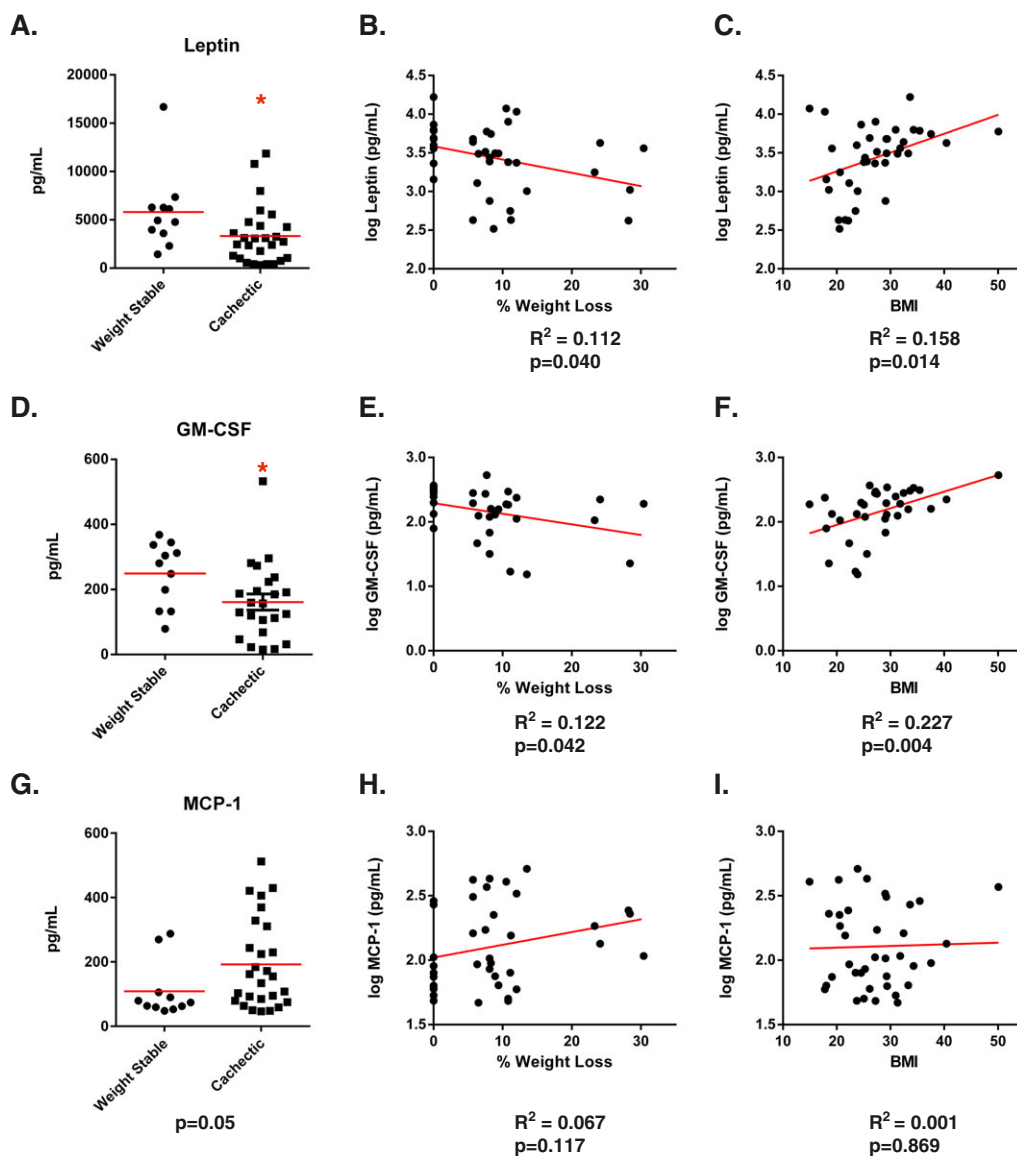 A.
Leptin
pg/mL
20000
15000
10000
5000
0
*
Weight Stable
Cachectic
B.
log Leptin (pg/mL)
4.5
4.0
3.5
3.0
2.5
2.0
0
10
20
30
% Weight Loss
R² = 0.112
p=0.040
C.
log Leptin (pg/mL)
4.5
4.0
3.5
3.0
2.5
2.0
10
20
30
40
50
BMI
R² = 0.158
p=0.014
D.
GM-CSF
pg/mL
600
400
200
0
*
Weight Stable
Cachectic
E.
log GM-CSF (pg/mL)
3.0
2.0
1.0
0.0
0
10
20
30
% Weight Loss
R² = 0.122
p=0.042
F.
log GM-CSF (pg/mL)
3.0
2.0
1.0
0.0
10
20
30
40
50
BMI
R² = 0.227
p=0.004
G.
MCP-1
pg/mL
600
400
200
0
Weight Stable
Cachectic
p=0.05
H.
log MCP-1 (pg/mL)
3.0
2.5
2.0
1.5
0
10
20
30
% Weight Loss
R² = 0.067
p=0.117
I.
log MCP-1 (pg/mL)
3.0
2.5
2.0
1.5
10
20
30
40
50
BMI
R² = 0.001
p=0.869